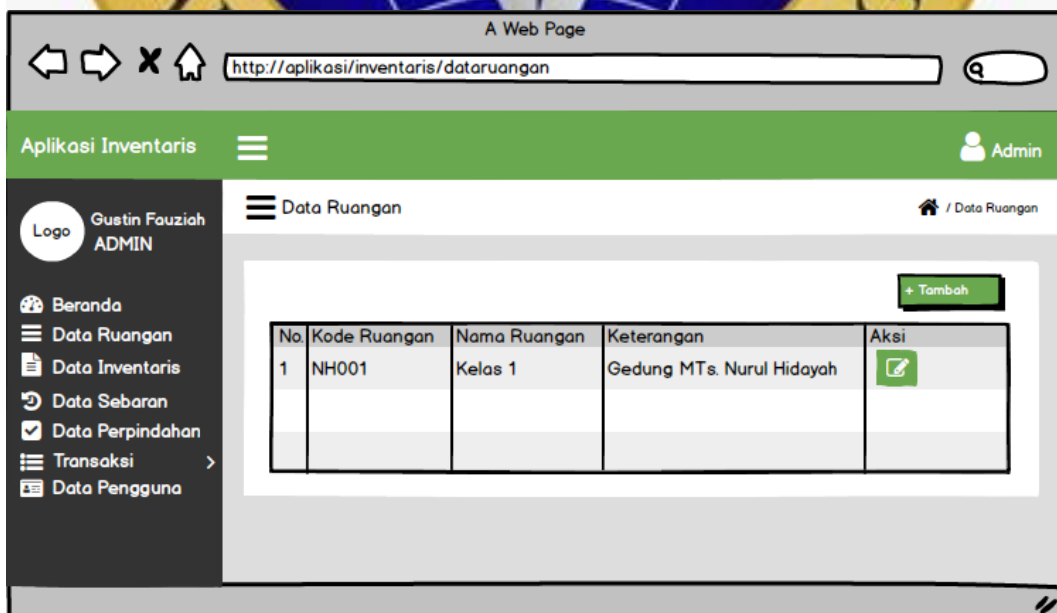 A Web Page
http://aplikasi/inventaris/dataruangan
Aplikasi Inventaris
Admin
Logo
Gustin Fauziah
ADMIN
Beranda
Data Ruangan
Data Inventaris
Data Sebaran
Data Perpindahan
Transaksi >
Data Pengguna
Data Ruangan
/ Data Ruangan
+ Tambah
No. Kode Ruangan Nama Ruangan Keterangan Aksi
1 NH001 Kelas 1 Gedung MTs. Nurul Hidayah